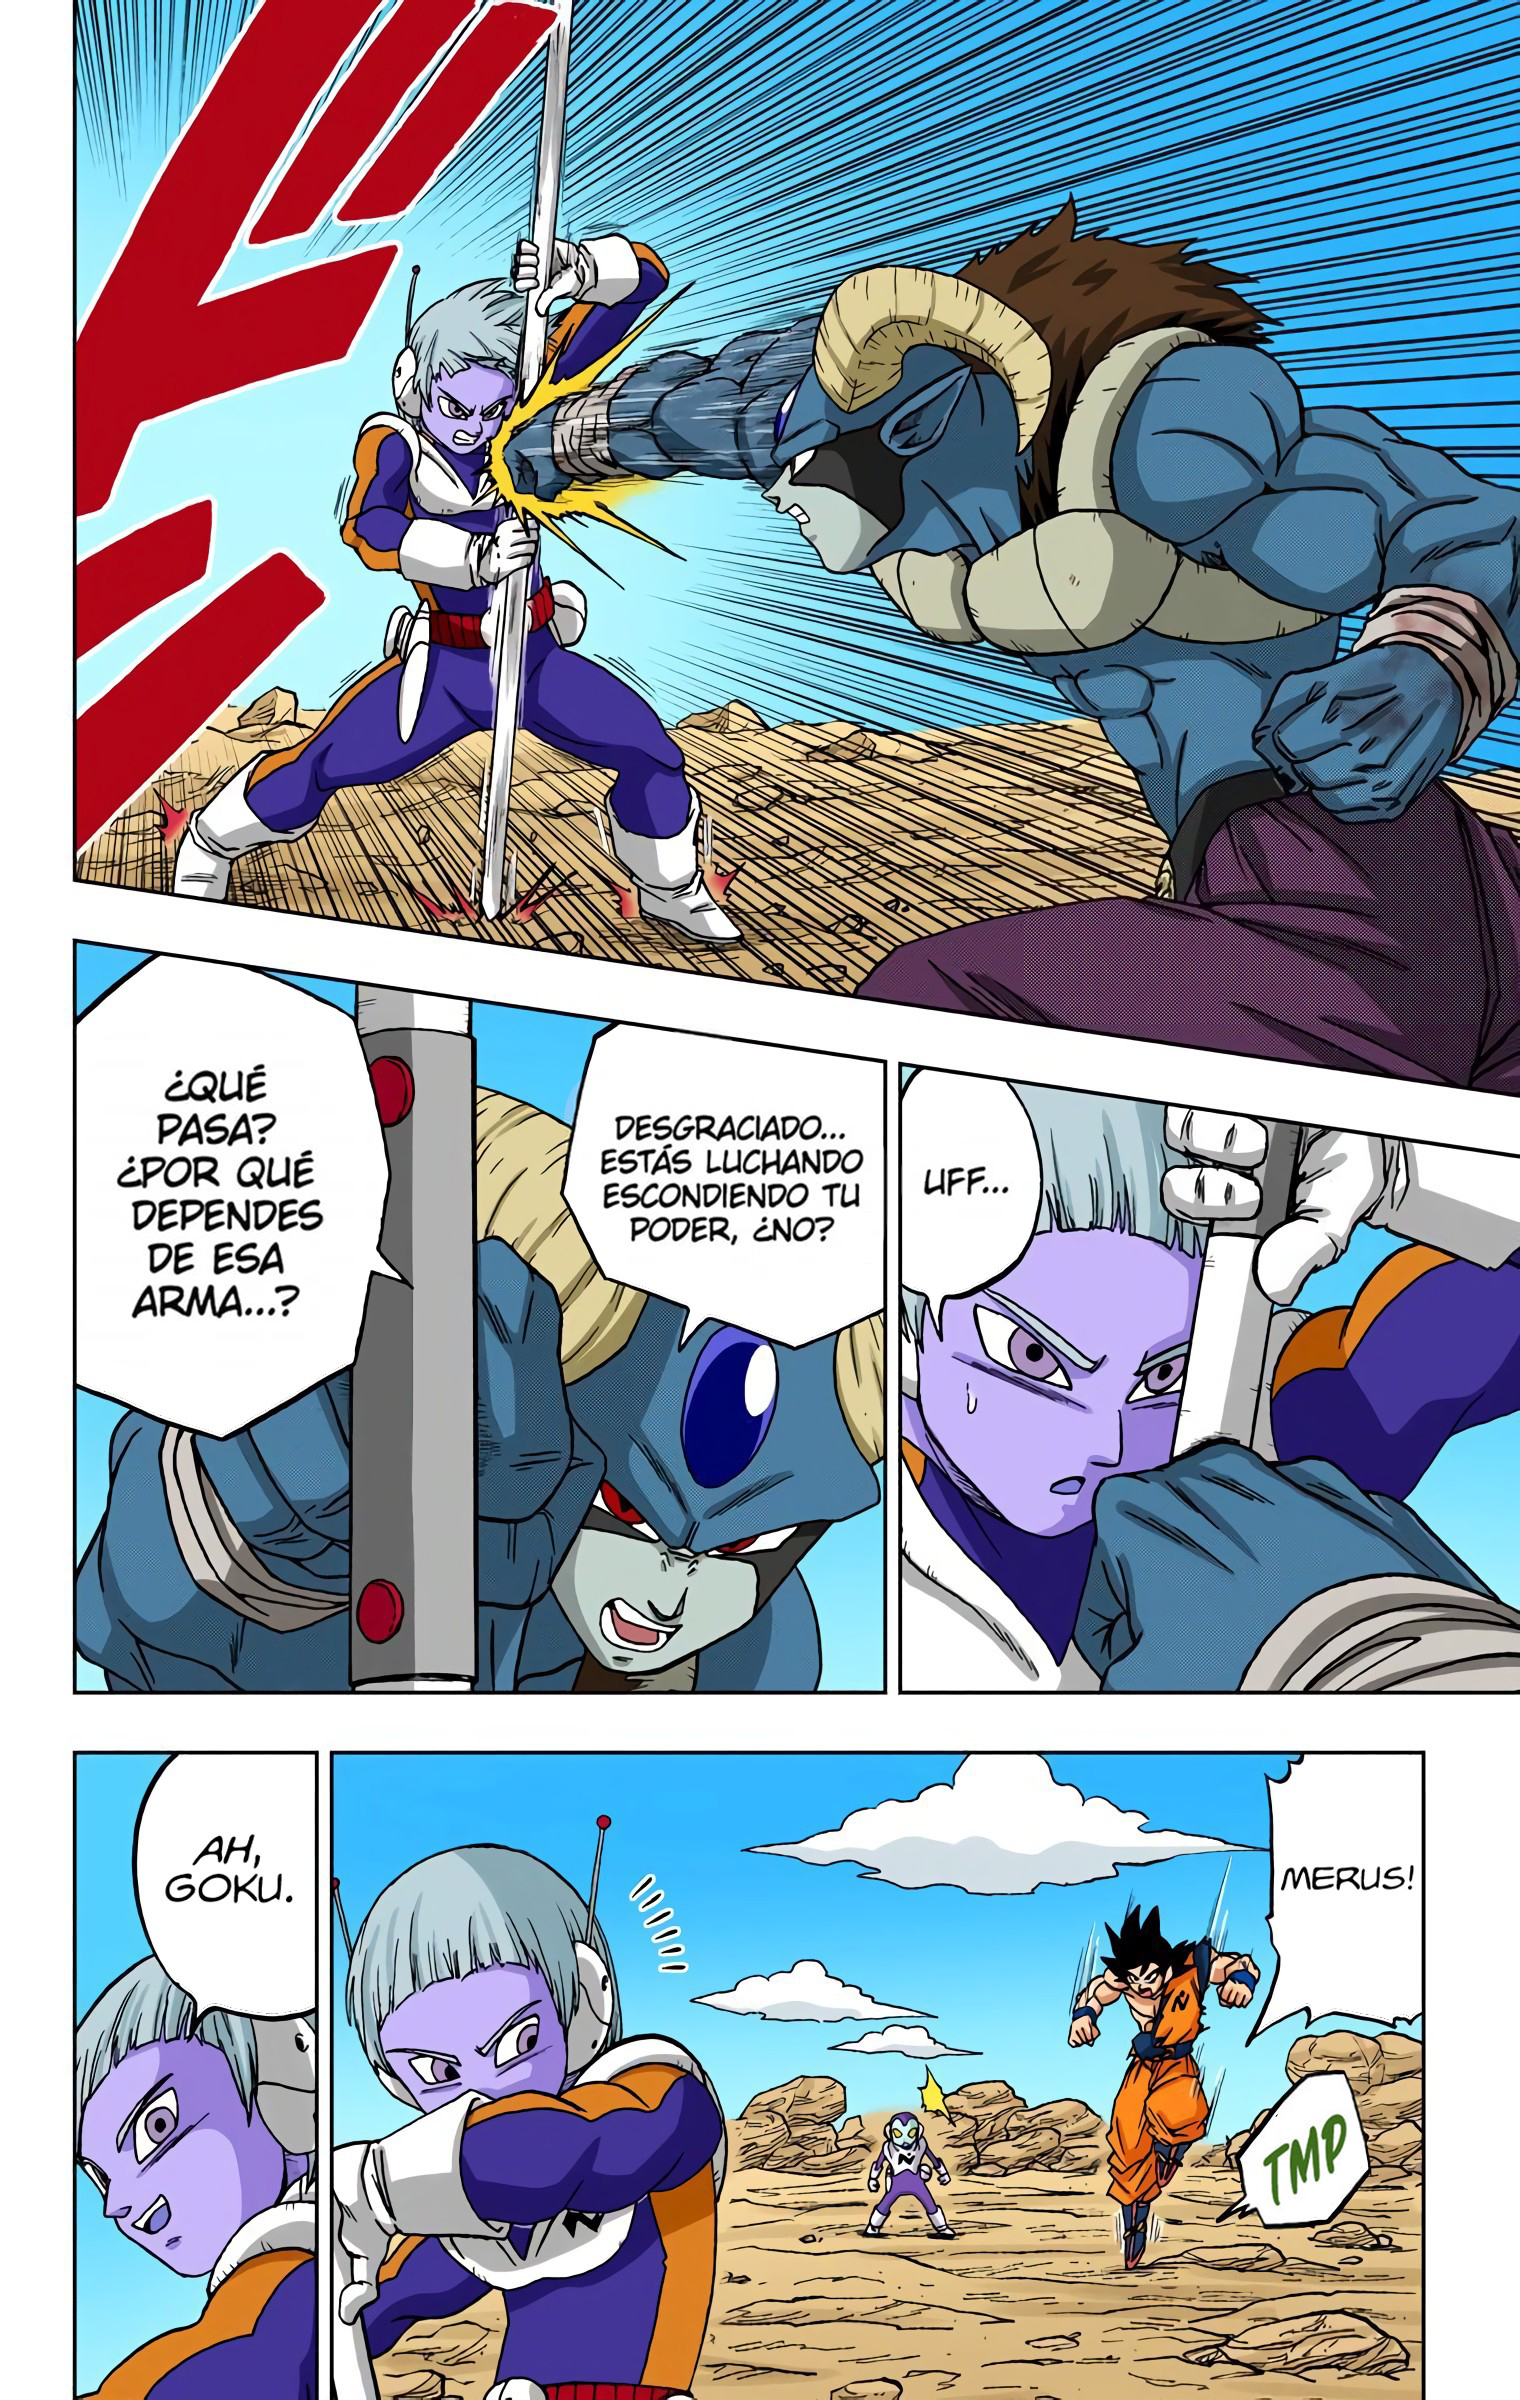 UFF...
DESGRACIADO...
ESTÁS LUCHANDO
ESCONDIENDO TU
PODER, ¿NO?
¿QUÉ
PASA?
¿POR QUÉ
DEPENDES
DE ESA
ARMA...?
MERUS!
TMP
AH,
GOKU.